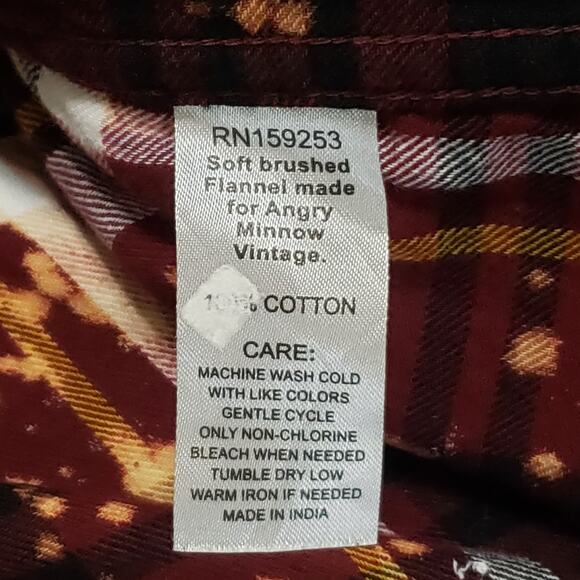 RN159253
Soft brushed
Flannel made
for Angry
Minnow
Vintage.
100% COTTON
CARE:
MACHINE WASH COLD
WITH LIKE COLORS
GENTLE CYCLE
ONLY NON-CHLORINE
BLEACH WHEN NEEDED
TUMBLE DRY LOW
WARM IRON IF NEEDED
MADE IN INDIA